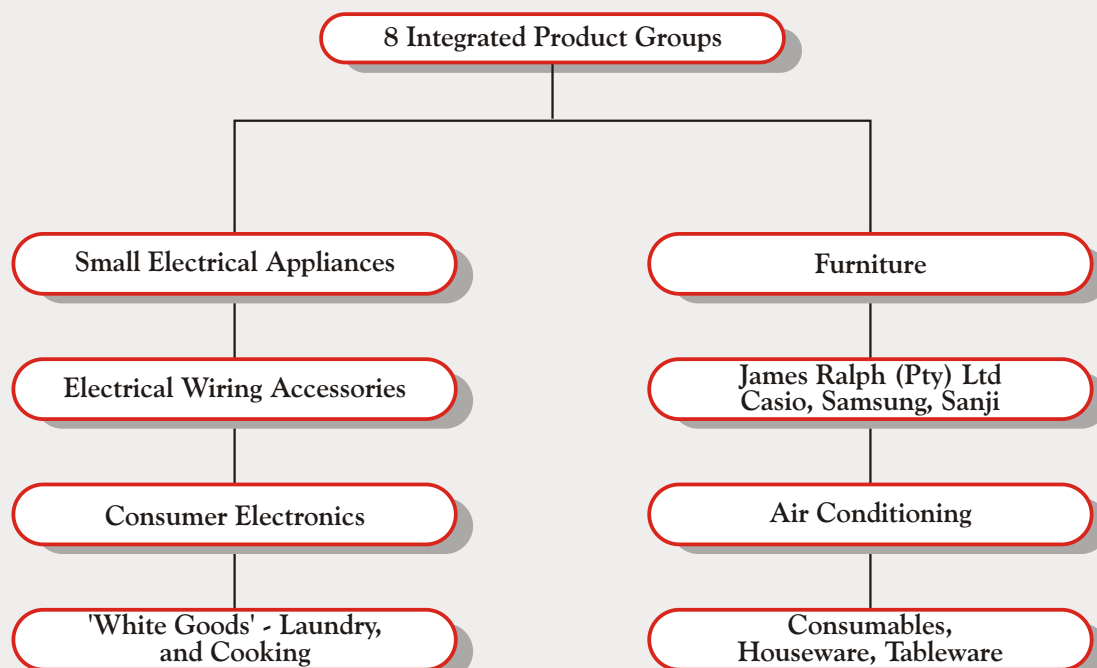 8 Integrated Product Groups
Small Electrical Appliances
Electrical Wiring Accessories
Consumer Electronics
'White Goods' - Laundry,
and Cooking
Furniture
James Ralph (Pty) Ltd
Casio, Samsung, Sanji
Air Conditioning
Consumables,
Houseware, Tableware